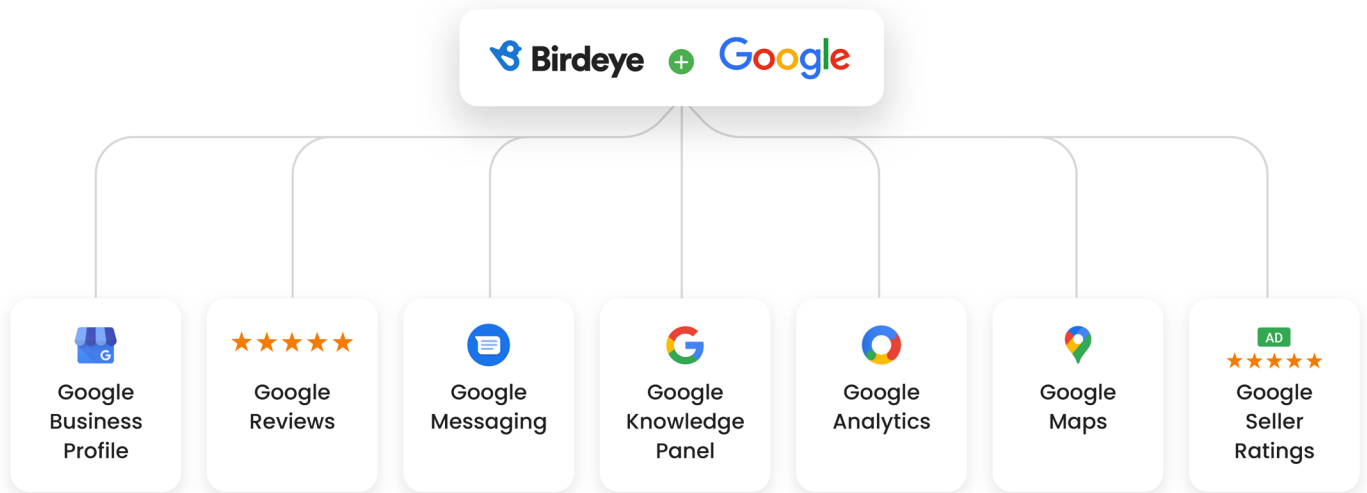 Birdeye + Google
Google
Business
Profile
Google
Reviews
Google
Messaging
Google
Knowledge
Panel
Google
Analytics
Google
Maps
AD
Google
Seller
Ratings